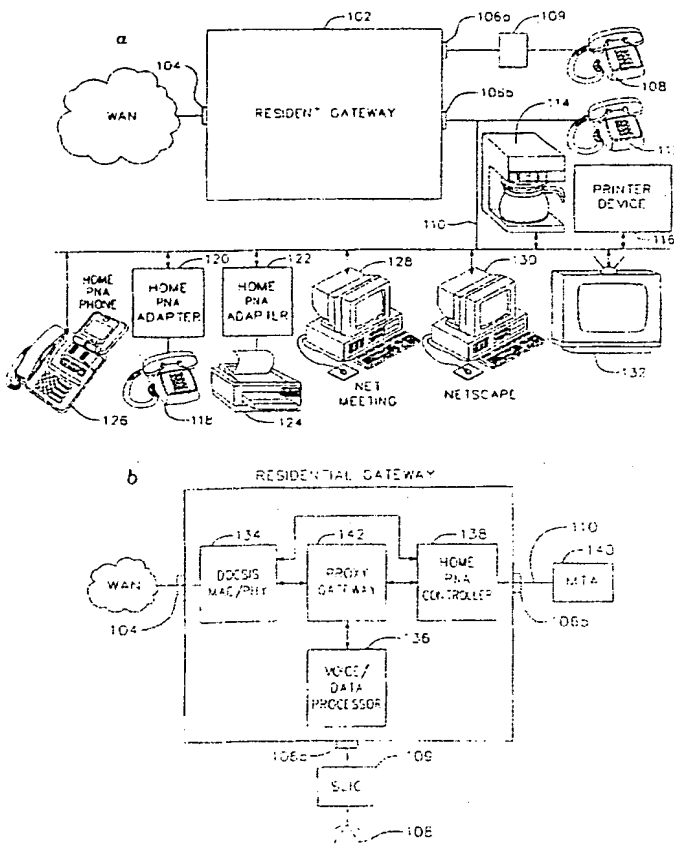 a
102
106a
109
104
WAN
RESIDENT GATEWAY
108
106b
114
PRINTER
DEVICE
110
116
HOME
PNA
PHONE
120
HOME
PNA
ADAPTER
122
HOME
PNA
ADAPTER
128
130
126
118
124
NET
MEETING
NETSCAPE
132
b
RESIDENTIAL GATEWAY
134
142
138
110
140
WAN
DOCSIS
MAC/PHY
PROXY
GATEWAY
HOME
PNA
CONTROLLER
MTA
104
106b
136
VOICE/
DATA
PROCESSOR
106a
109
SLIC
108